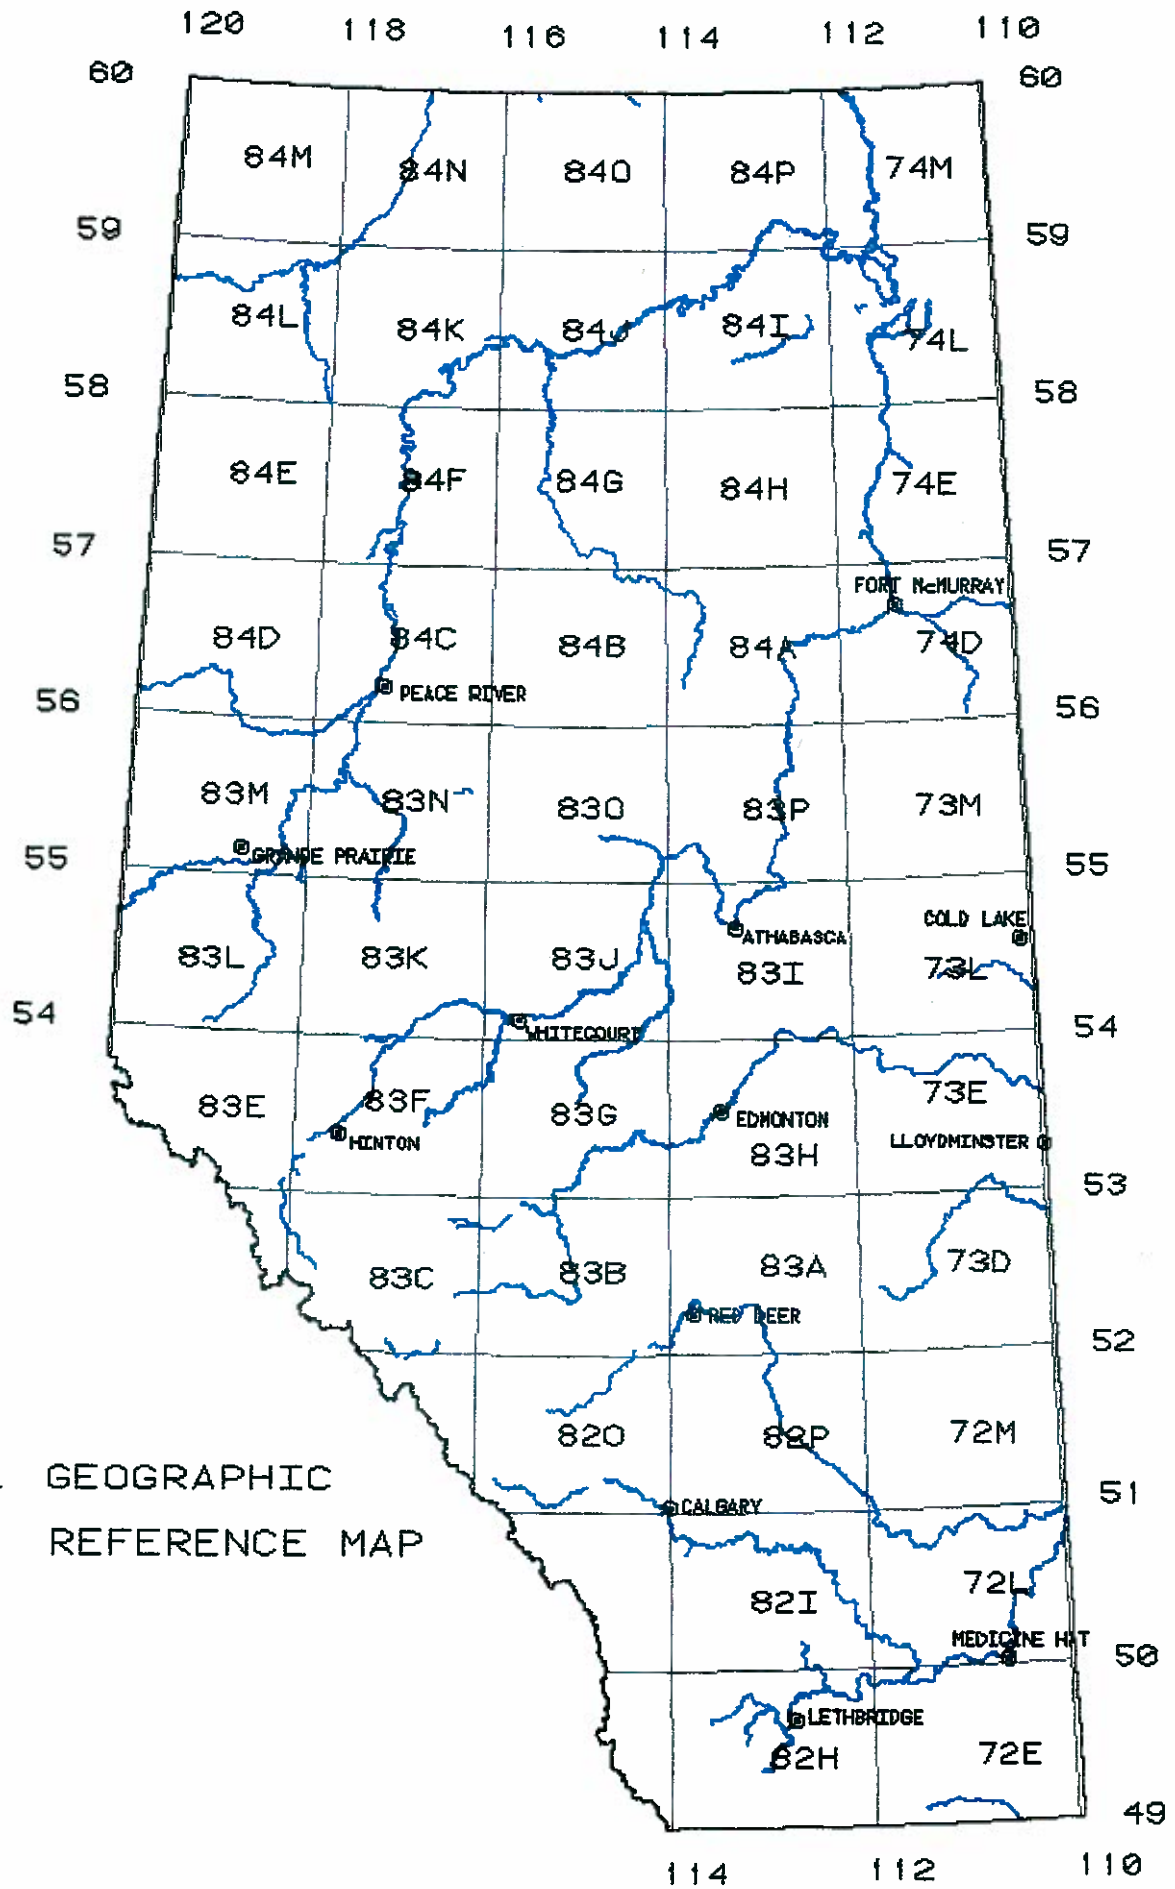 120 118 116 114 112 110
60 60
84M 84N 84O 84P 74M
59 59
84L 84K 84J 84I 74L
58 58
84E 84F 84G 84H 74E
57 57
FORT McMURRAY
84D 84C 84B 84A 74D
PEACE RIVER
56 56
83M 83N 83O 83P 73M
55 GRANDE PRAIRIE 55
COLD LAKE
ATHABASCA
83L 83K 83J 83I 73L
54 WHITECOURT 54
83E 83F 83G 73E
HINTON EDMONTON LLOYDMINSTER
83H
53
83C 83B 83A 73D
RED DEER
52
82O 82P 72M
GEOGRAPHIC
REFERENCE MAP
CALGARY 51
82I 72L
MEDICINE HAT 50
LETHBRIDGE
82H 72E
49
114 112 110